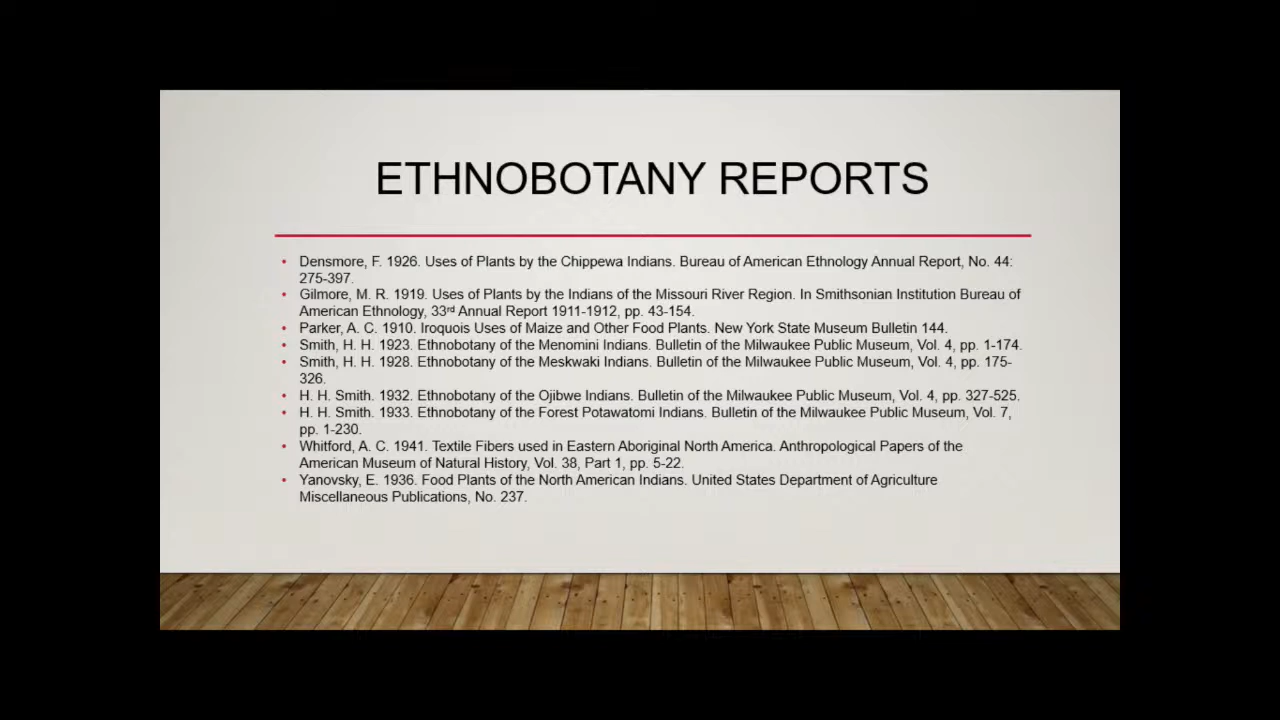 ETHNOBOTANY REPORTS
• Densmore, F. 1926. Uses of Plants by the Chippewa Indians. Bureau of American Ethnology Annual Report, No. 44:
275-397.
• Gilmore, M. R. 1919. Uses of Plants by the Indians of the Missouri River Region. In Smithsonian Institution Bureau of
American Ethnology, 33rd Annual Report 1911-1912, pp. 43-154.
• Parker, A. C. 1910. Iroquois Uses of Maize and Other Food Plants. New York State Museum Bulletin 144.
• Smith, H. H. 1923. Ethnobotany of the Menomini Indians. Bulletin of the Milwaukee Public Museum, Vol. 4, pp. 1-174.
• Smith, H. H. 1928. Ethnobotany of the Meskwaki Indians. Bulletin of the Milwaukee Public Museum, Vol. 4, pp. 175-
326.
• H. H. Smith. 1932. Ethnobotany of the Ojibwe Indians. Bulletin of the Milwaukee Public Museum, Vol. 4, pp. 327-525.
• H. H. Smith. 1933. Ethnobotany of the Forest Potawatomi Indians. Bulletin of the Milwaukee Public Museum, Vol. 7,
pp. 1-230.
• Whitford, A. C. 1941. Textile Fibers used in Eastern Aboriginal North America. Anthropological Papers of the
American Museum of Natural History, Vol. 38, Part 1, pp. 5-22.
• Yanovsky, E. 1936. Food Plants of the North American Indians. United States Department of Agriculture
Miscellaneous Publications, No. 237.